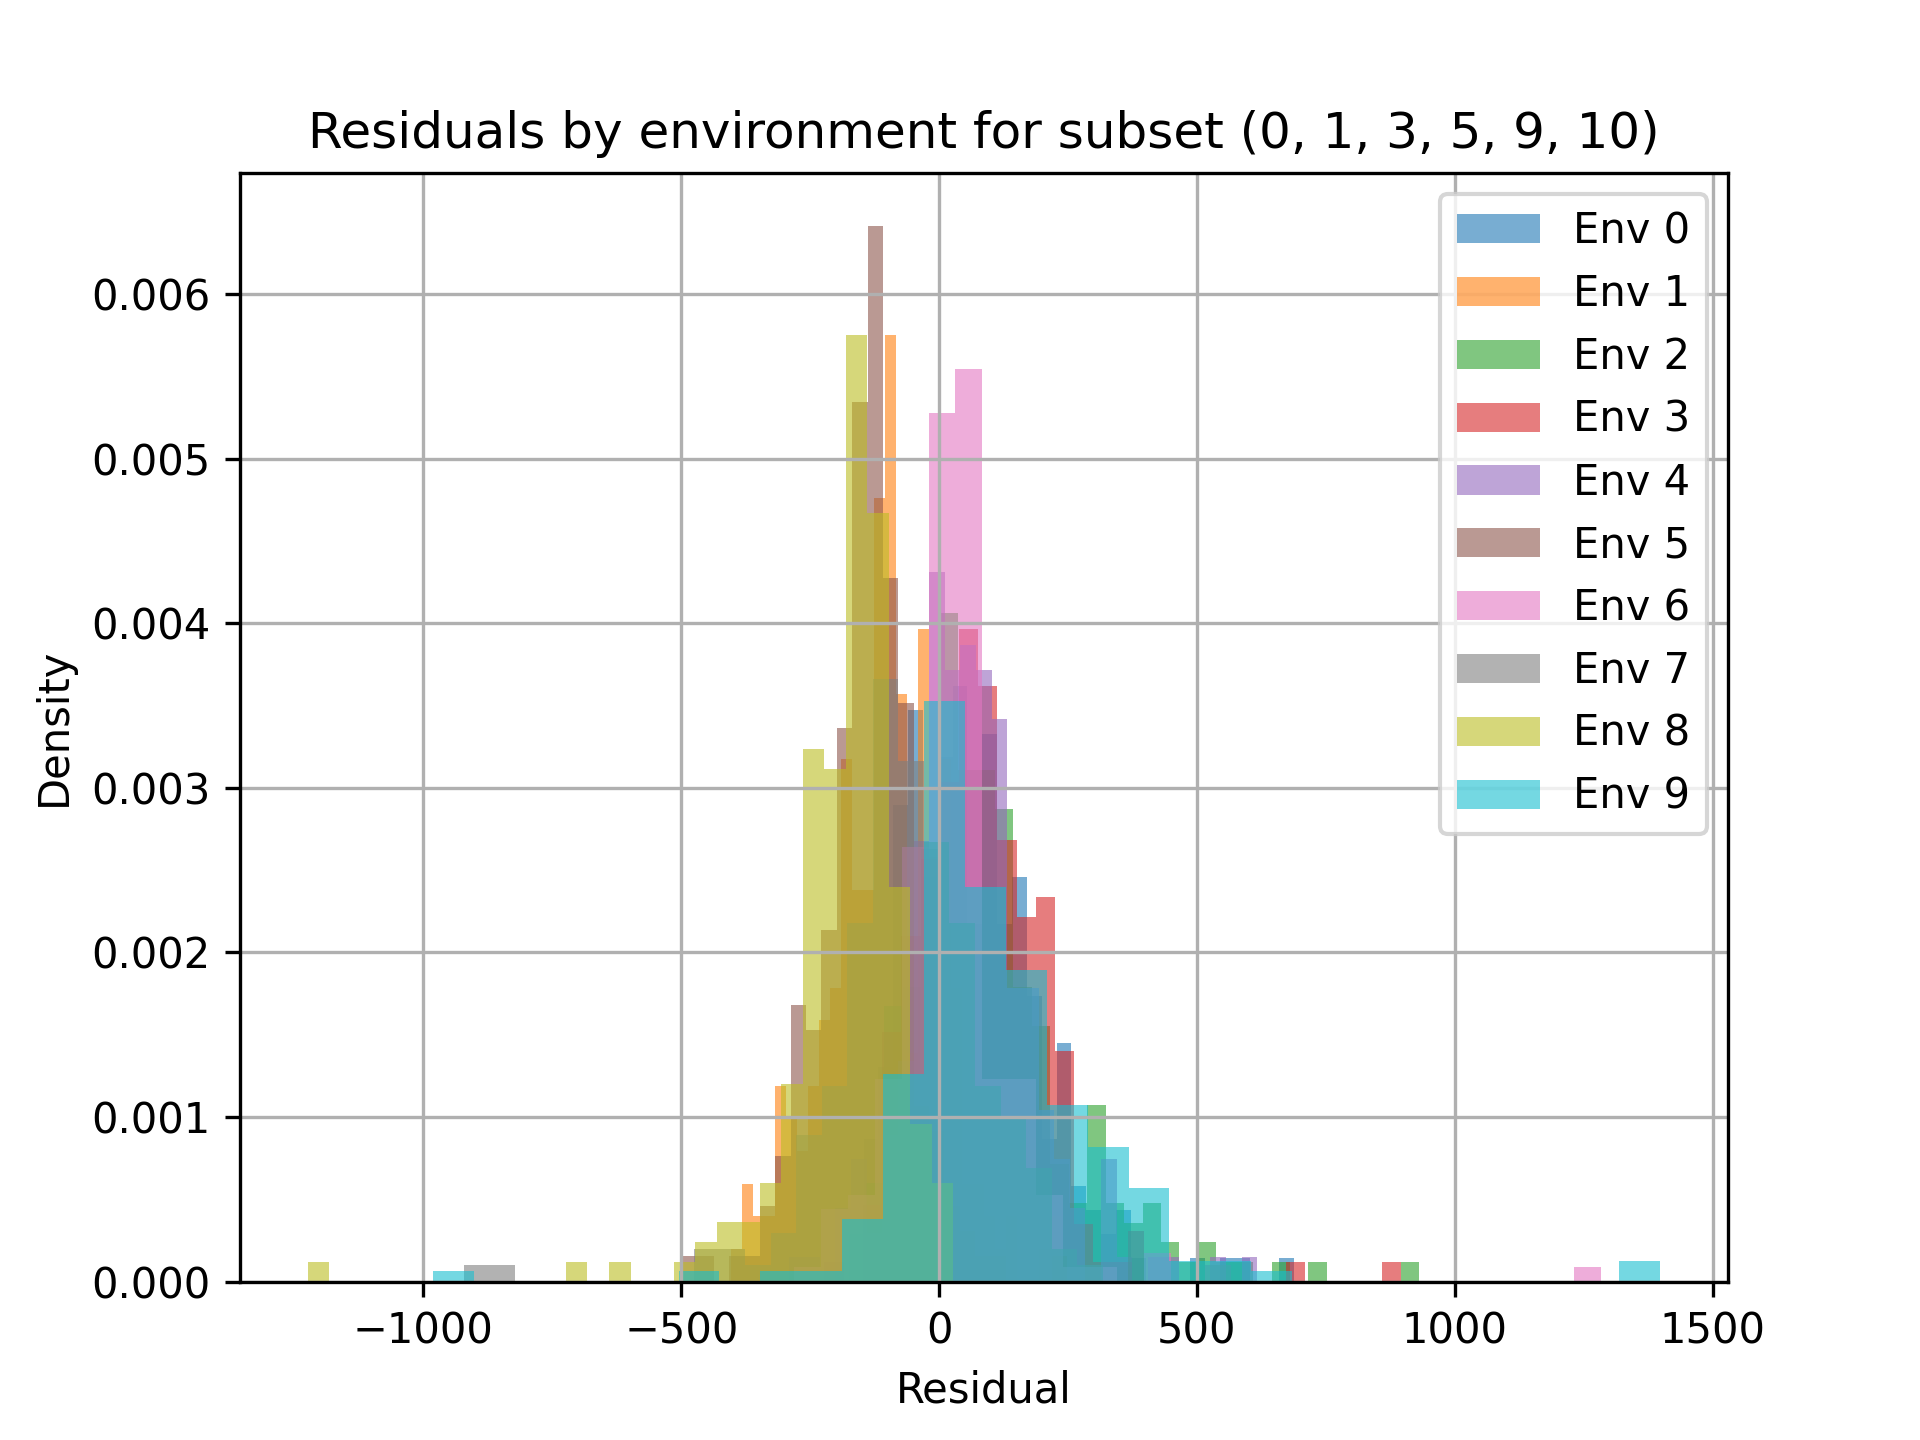 Residuals by environment for subset (0, 1, 3, 5, 9, 10)
Env 0
Env 1
Env 2
Env 3
Env 4
Env 5
Env 6
Env 7
Env 8
Env 9
Density
0.006
0.005
0.004
0.003
0.002
0.001
0.000
−1000 −500 0 500 1000 1500
Residual